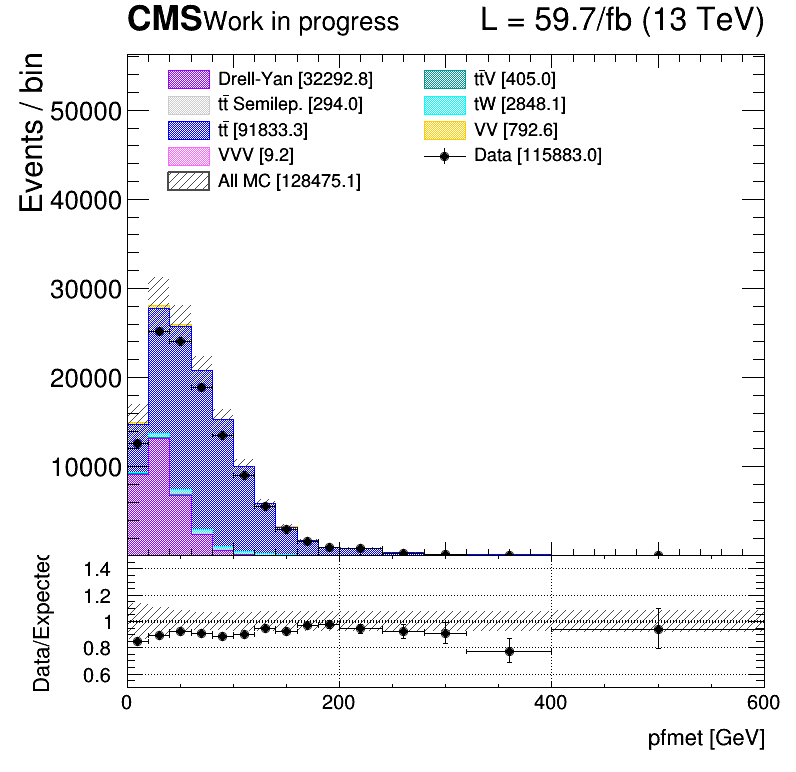 CMS Work in progress L = 59.7/fb (13 TeV)
Events / bin
50000
40000
30000
20000
10000
Drell-Yan [32292.8]
tt̄ Semilep. [294.0]
tt̄ [91833.3]
VVV [9.2]
All MC [128475.1]
tt̄V [405.0]
tW [2848.1]
VV [792.6]
Data [115883.0]
Data/Expected
1.4
1.2
1
0.8
0.6
0 200 400 600
pfmet [GeV]